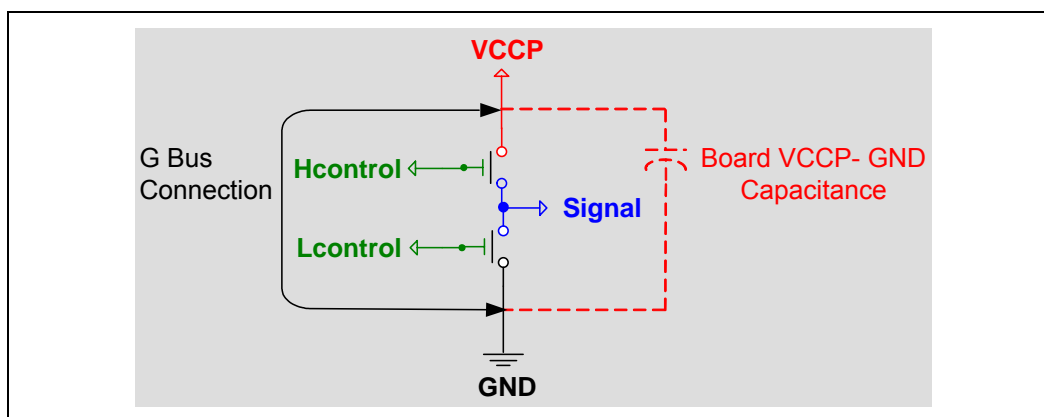 VCCP
G Bus
Connection
Hcontrol
Board VCCP- GND
Capacitance
Signal
Lcontrol
GND